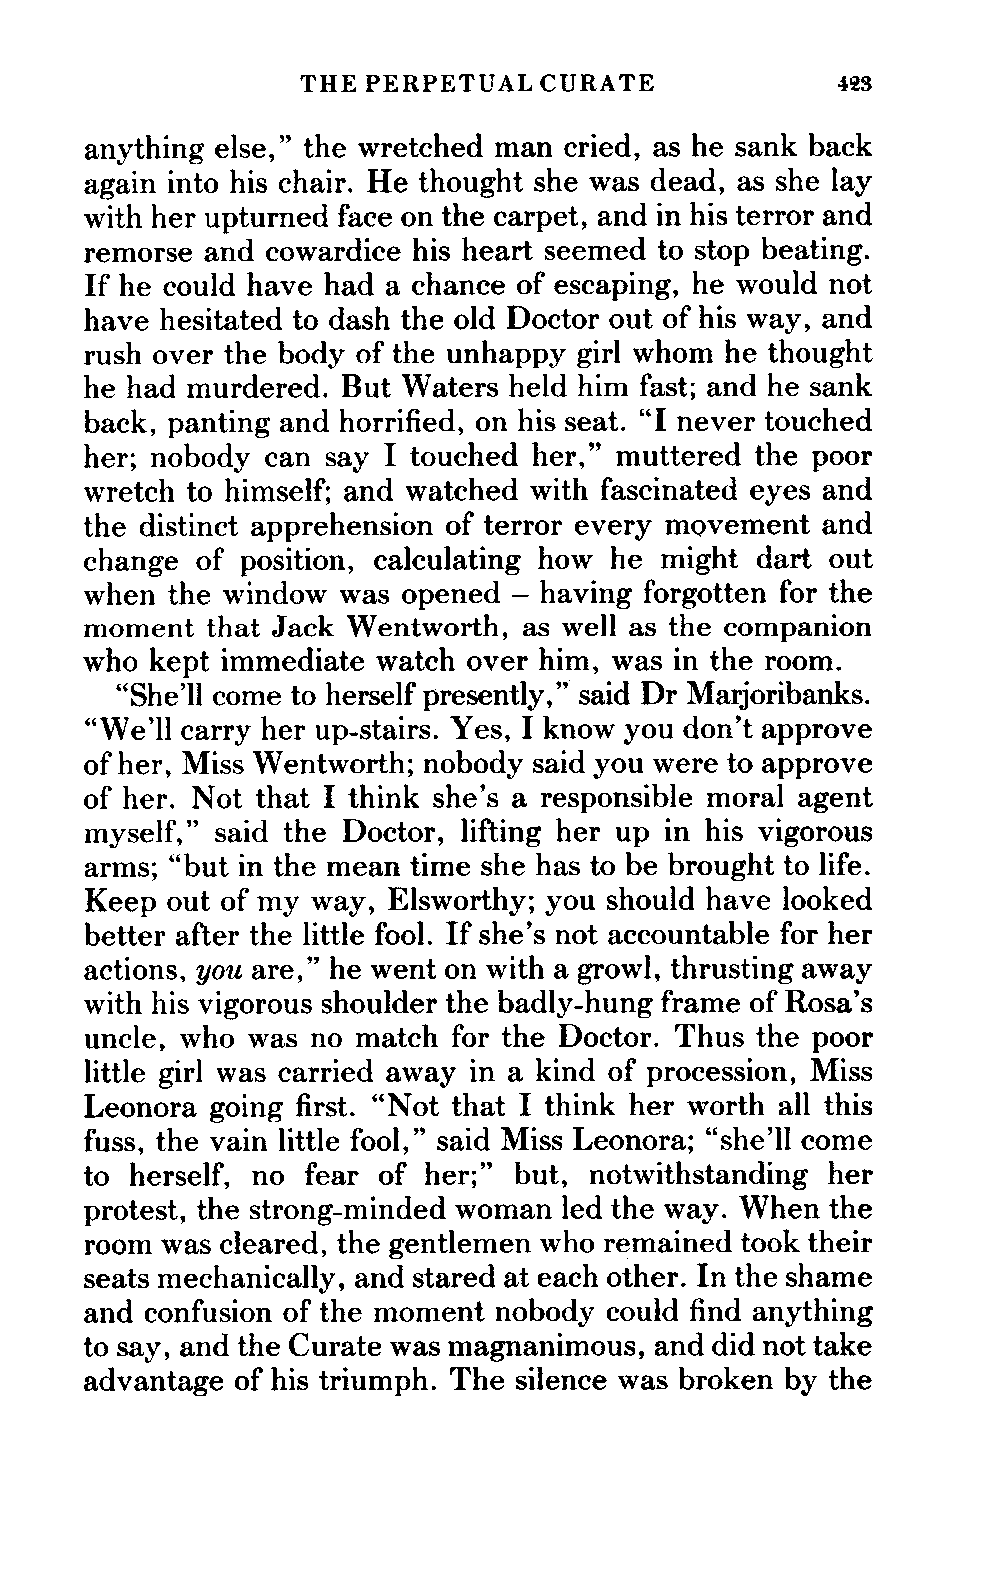 THE PERPETUAL CURATE 423
anything else,” the wretched man cried, as he sank back
again into his chair. He thought she was dead, as she lay
with her upturned face on the carpet, and in his terror and
remorse and cowardice his heart seemed to stop beating.
If he could have had a chance of escaping, he would not
have hesitated to dash the old Doctor out of his way, and
rush over the body of the unhappy girl whom he thought
he had murdered. But Waters held him fast; and he sank
back, panting and horrified, on his seat. “I never touched
her; nobody can say I touched her,” muttered the poor
wretch to himself; and watched with fascinated eyes and
the distinct apprehension of terror every movement and
change of position, calculating how he might dart out
when the window was opened – having forgotten for the
moment that Jack Wentworth, as well as the companion
who kept immediate watch over him, was in the room.
“She’ll come to herself presently,” said Dr Marjoribanks.
“We’ll carry her up-stairs. Yes, I know you don’t approve
of her, Miss Wentworth; nobody said you were to approve
of her. Not that I think she’s a responsible moral agent
myself,” said the Doctor, lifting her up in his vigorous
arms; “but in the mean time she has to be brought to life.
Keep out of my way, Elsworthy; you should have looked
better after the little fool. If she’s not accountable for her
actions, you are,” he went on with a growl, thrusting away
with his vigorous shoulder the badly-hung frame of Rosa’s
uncle, who was no match for the Doctor. Thus the poor
little girl was carried away in a kind of procession, Miss
Leonora going first. “Not that I think her worth all this
fuss, the vain little fool,” said Miss Leonora; “she’ll come
to herself, no fear of her;” but, notwithstanding her
protest, the strong-minded woman led the way. When the
room was cleared, the gentlemen who remained took their
seats mechanically, and stared at each other. In the shame
and confusion of the moment nobody could find anything
to say, and the Curate was magnanimous, and did not take
advantage of his triumph. The silence was broken by the